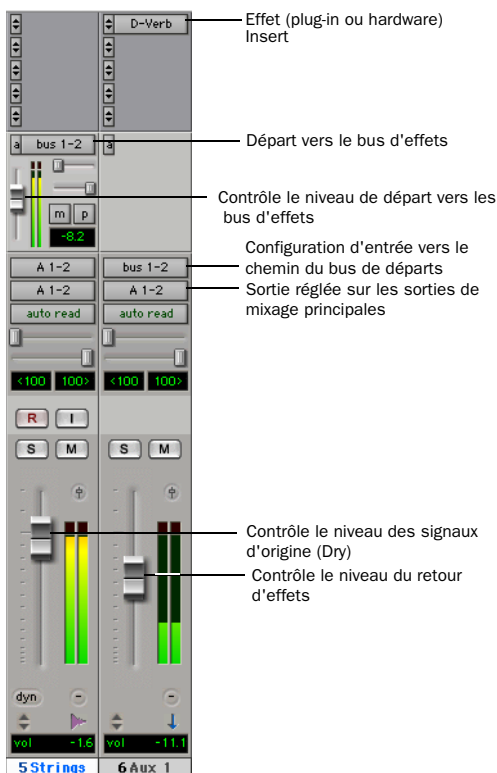 D-Verb
Effet (plug-in ou hardware)
Insert
a
bus 1-2
a
Départ vers le bus d'effets
m
p
-8.2
Contrôle le niveau de départ vers les
bus d'effets
Configuration d'entrée vers le
chemin du bus de départs
Sortie réglée sur les sorties de
mixage principales
A 1-2
bus 1-2
A 1-2
A 1-2
auto read
auto read
<100
100>
<100
100>
R
I
S
M
S
M
Contrôle le niveau des signaux
d'origine (Dry)
Contrôle le niveau du retour
d'effets
dyn
vol
-1.6
vol
-11.1
5 Strings
6 Aux 1